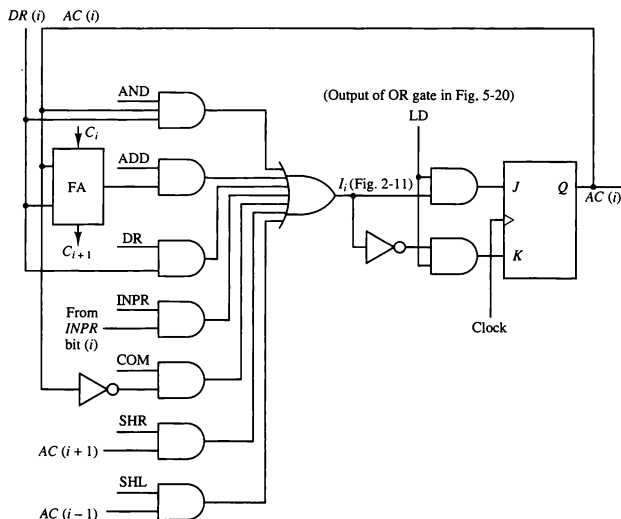 DR (i) AC (i)
AND
(Output of OR gate in Fig. 5-20)
LD
C_i
ADD
I_i (Fig. 2-11)
FA
J Q
AC (i)
C_{i+1}
DR
K
INPR
From
INPR
bit (i)
Clock
COM
SHR
AC (i + 1)
SHL
AC (i − 1)